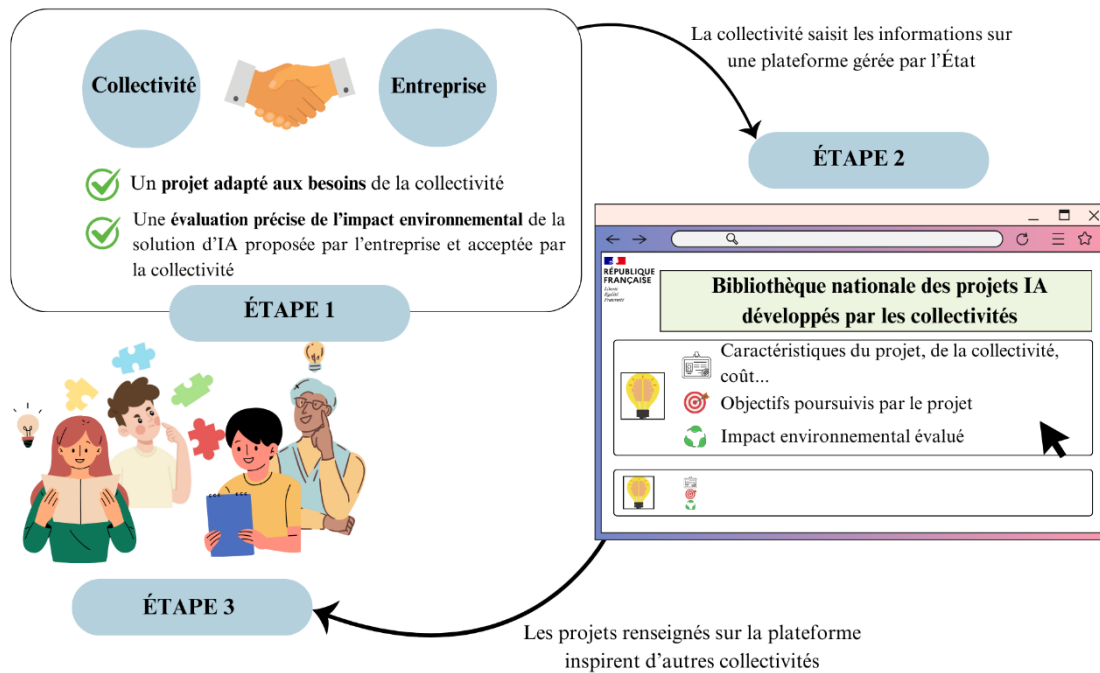 Collectivité
Entreprise
Un projet adapté aux besoins de la collectivité
Une évaluation précise de l'impact environnemental de la
solution d'IA proposée par l'entreprise et acceptée par
la collectivité
ÉTAPE 1
La collectivité saisit les informations sur
une plateforme gérée par l'État
ÉTAPE 2
RÉPUBLIQUE
FRANÇAISE
Liberté
Égalité
Fraternité
Bibliothèque nationale des projets IA
développés par les collectivités
Caractéristiques du projet, de la collectivité,
coût...
Objectifs poursuivis par le projet
Impact environnemental évalué
ÉTAPE 3
Les projets renseignés sur la plateforme
inspirent d'autres collectivités